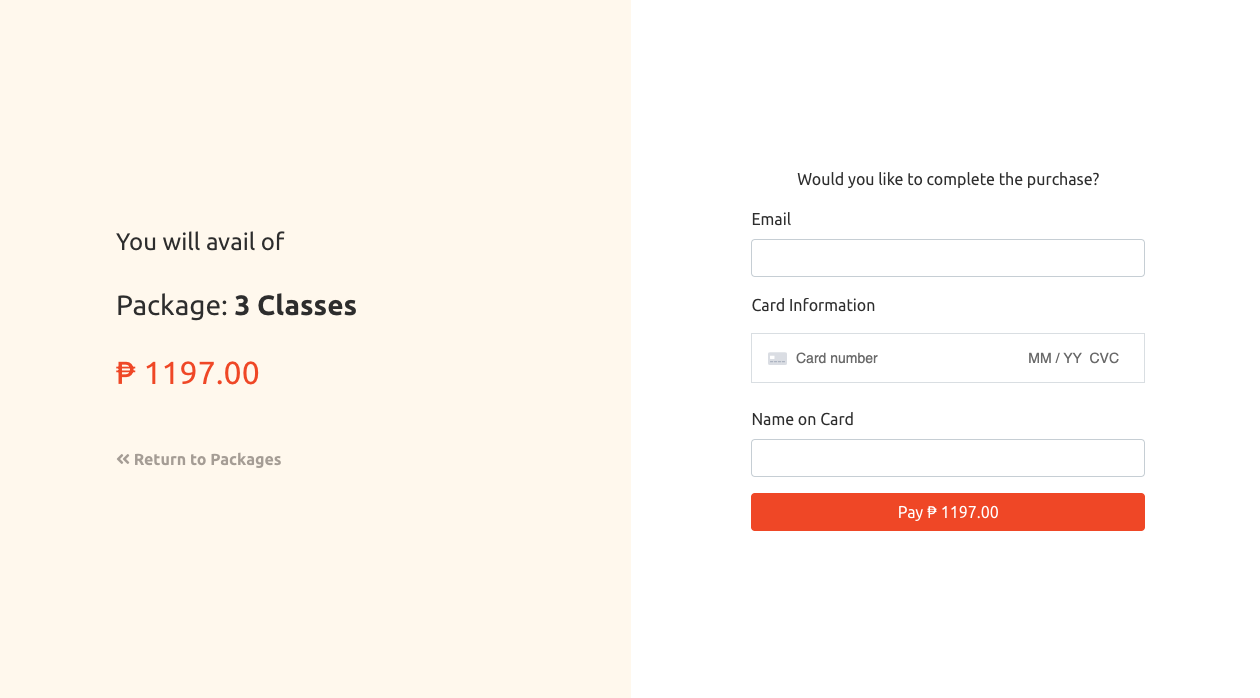 You will avail of
Package: 3 Classes
₱ 1197.00
Return to Packages
Would you like to complete the purchase?
Email
Card Information
Card number MM / YY CVC
Name on Card
Pay ₱ 1197.00